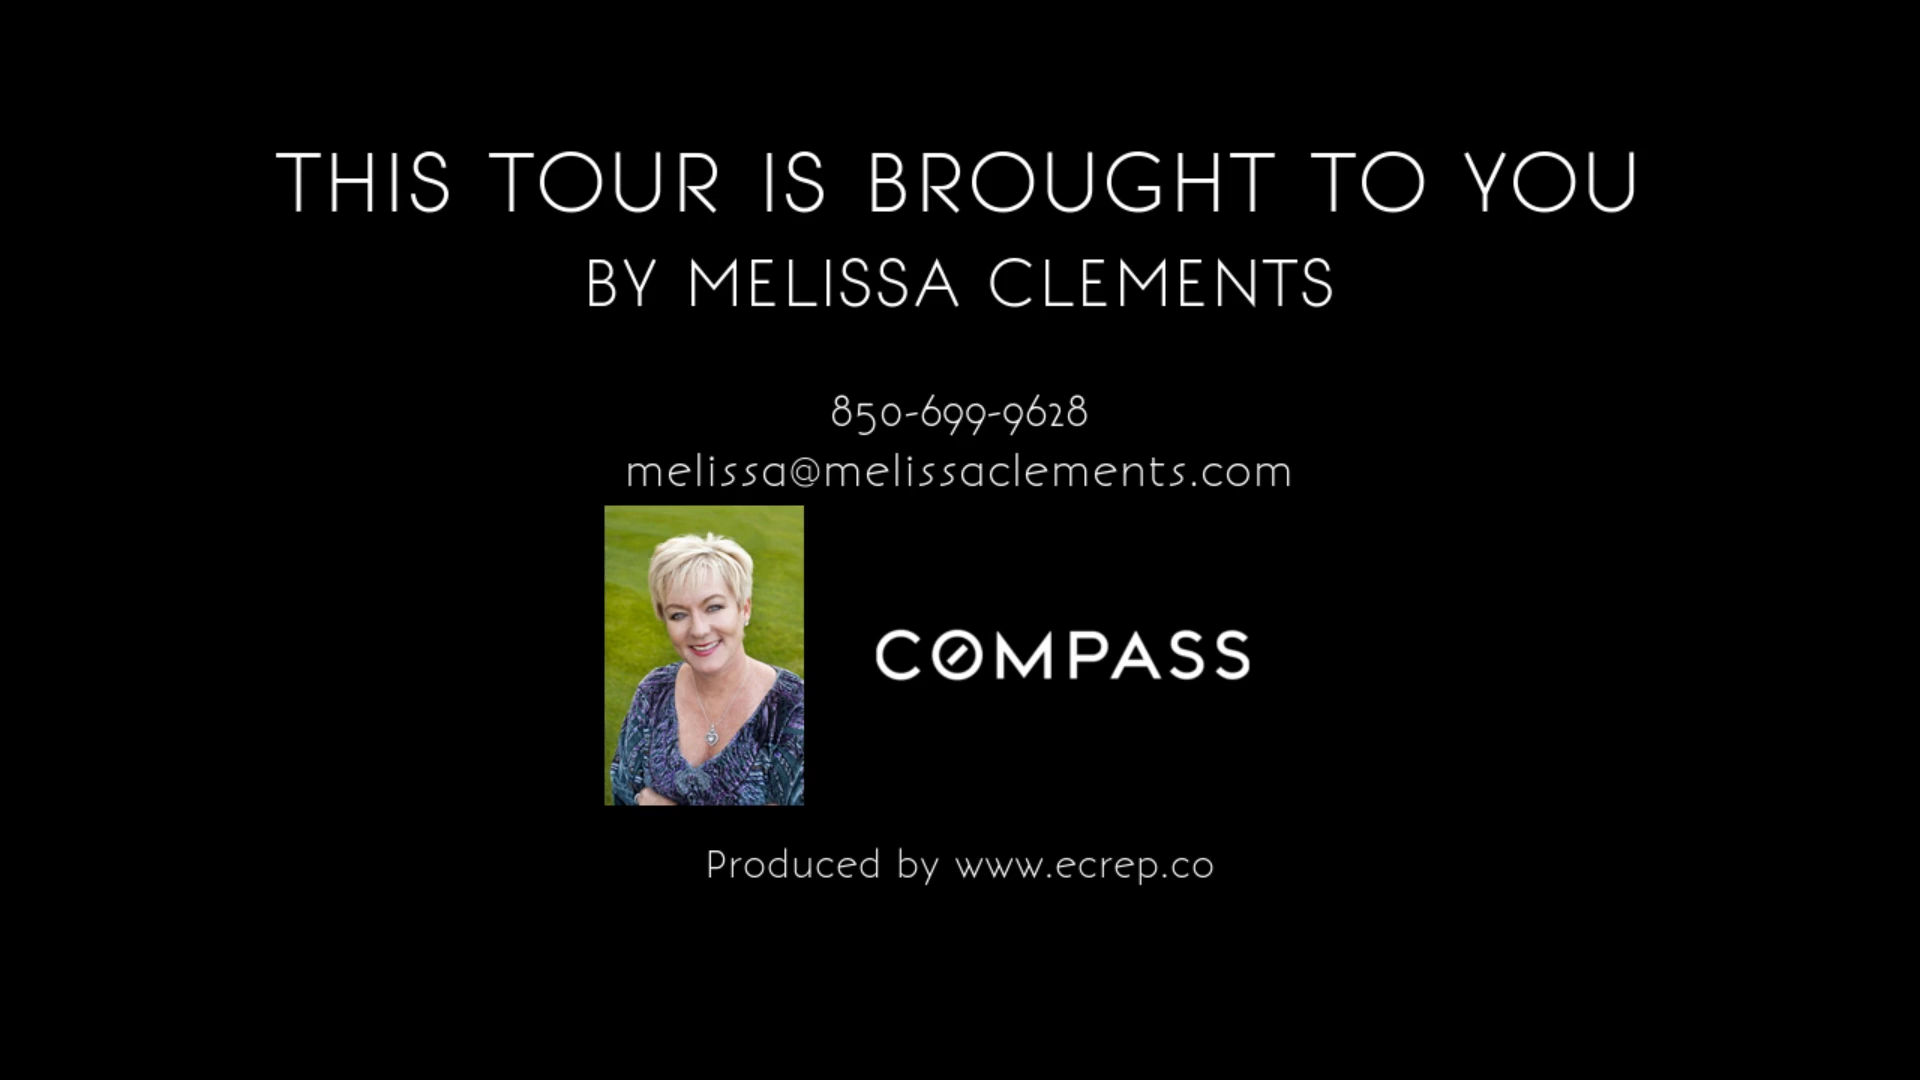 THIS TOUR IS BROUGHT TO YOU
BY MELISSA CLEMENTS
850-699-9628
melissa@melissaclements.com
COMPASS
Produced by www.ecrep.co